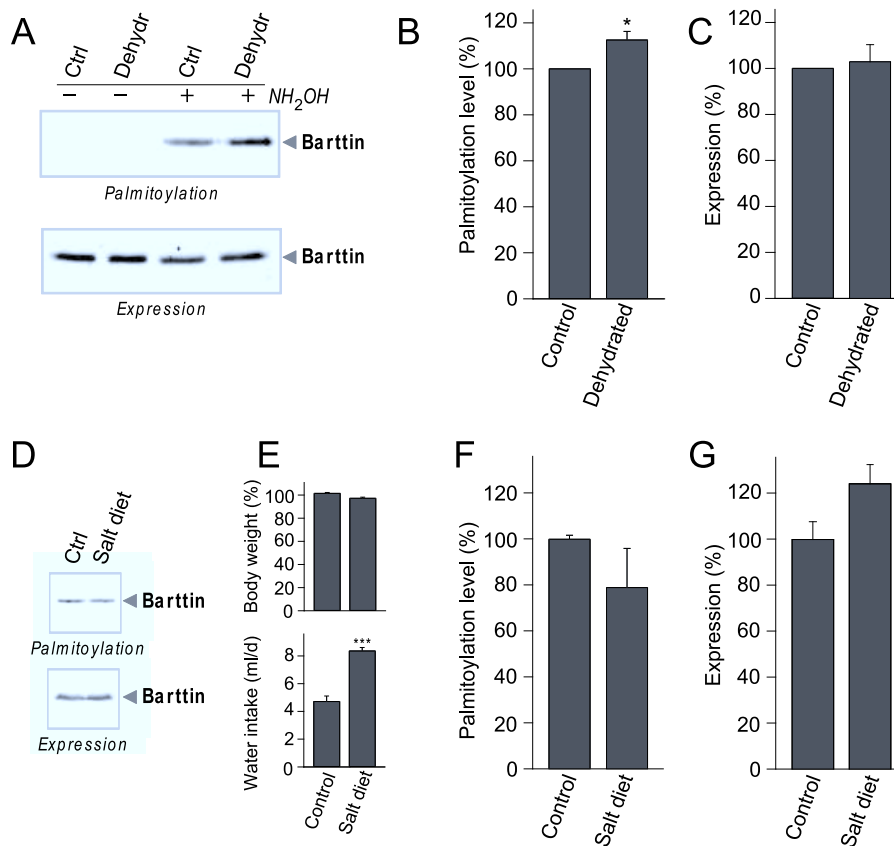 A
Ctrl
Dehydr
Ctrl
Dehydr
− − + + NH2OH
Barttin
Palmitoylation
Barttin
Expression
B
Palmitoylation level (%)
120
100
80
60
40
20
0
*
Control
Dehydrated
C
Expression (%)
120
100
80
60
40
20
0
Control
Dehydrated
D
Ctrl
Salt diet
Barttin
Palmitoylation
Barttin
Expression
E
Body weight (%)
100
80
60
40
20
0
Water intake (ml/d)
8
6
4
2
0
***
Control
Salt diet
F
Palmitoylation level (%)
120
100
80
60
40
20
0
Control
Salt diet
G
Expression (%)
120
100
80
60
40
20
0
Control
Salt diet